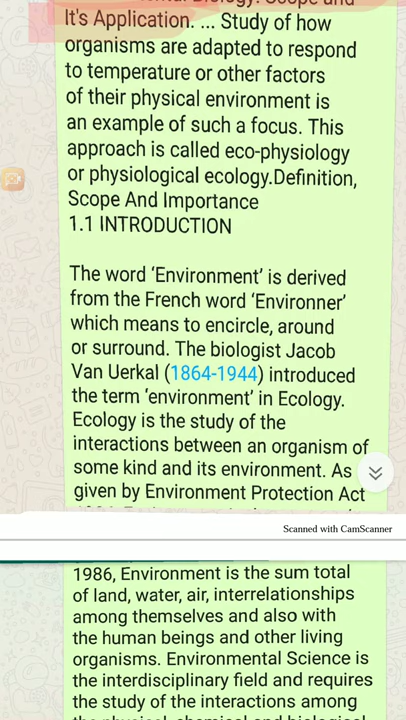 It's Application. ... Study of how
organisms are adapted to respond
to temperature or other factors
of their physical environment is
an example of such a focus. This
approach is called eco-physiology
or physiological ecology.Definition,
Scope And Importance
1.1 INTRODUCTION
The word ‘Environment’ is derived
from the French word ‘Environner’
which means to encircle, around
or surround. The biologist Jacob
Van Uerkal (1864-1944) introduced
the term ‘environment’ in Ecology.
Ecology is the study of the
interactions between an organism of
some kind and its environment. As
given by Environment Protection Act
Scanned with CamScanner
1986, Environment is the sum total
of land, water, air, interrelationships
among themselves and also with
the human beings and other living
organisms. Environmental Science is
the interdisciplinary field and requires
the study of the interactions among